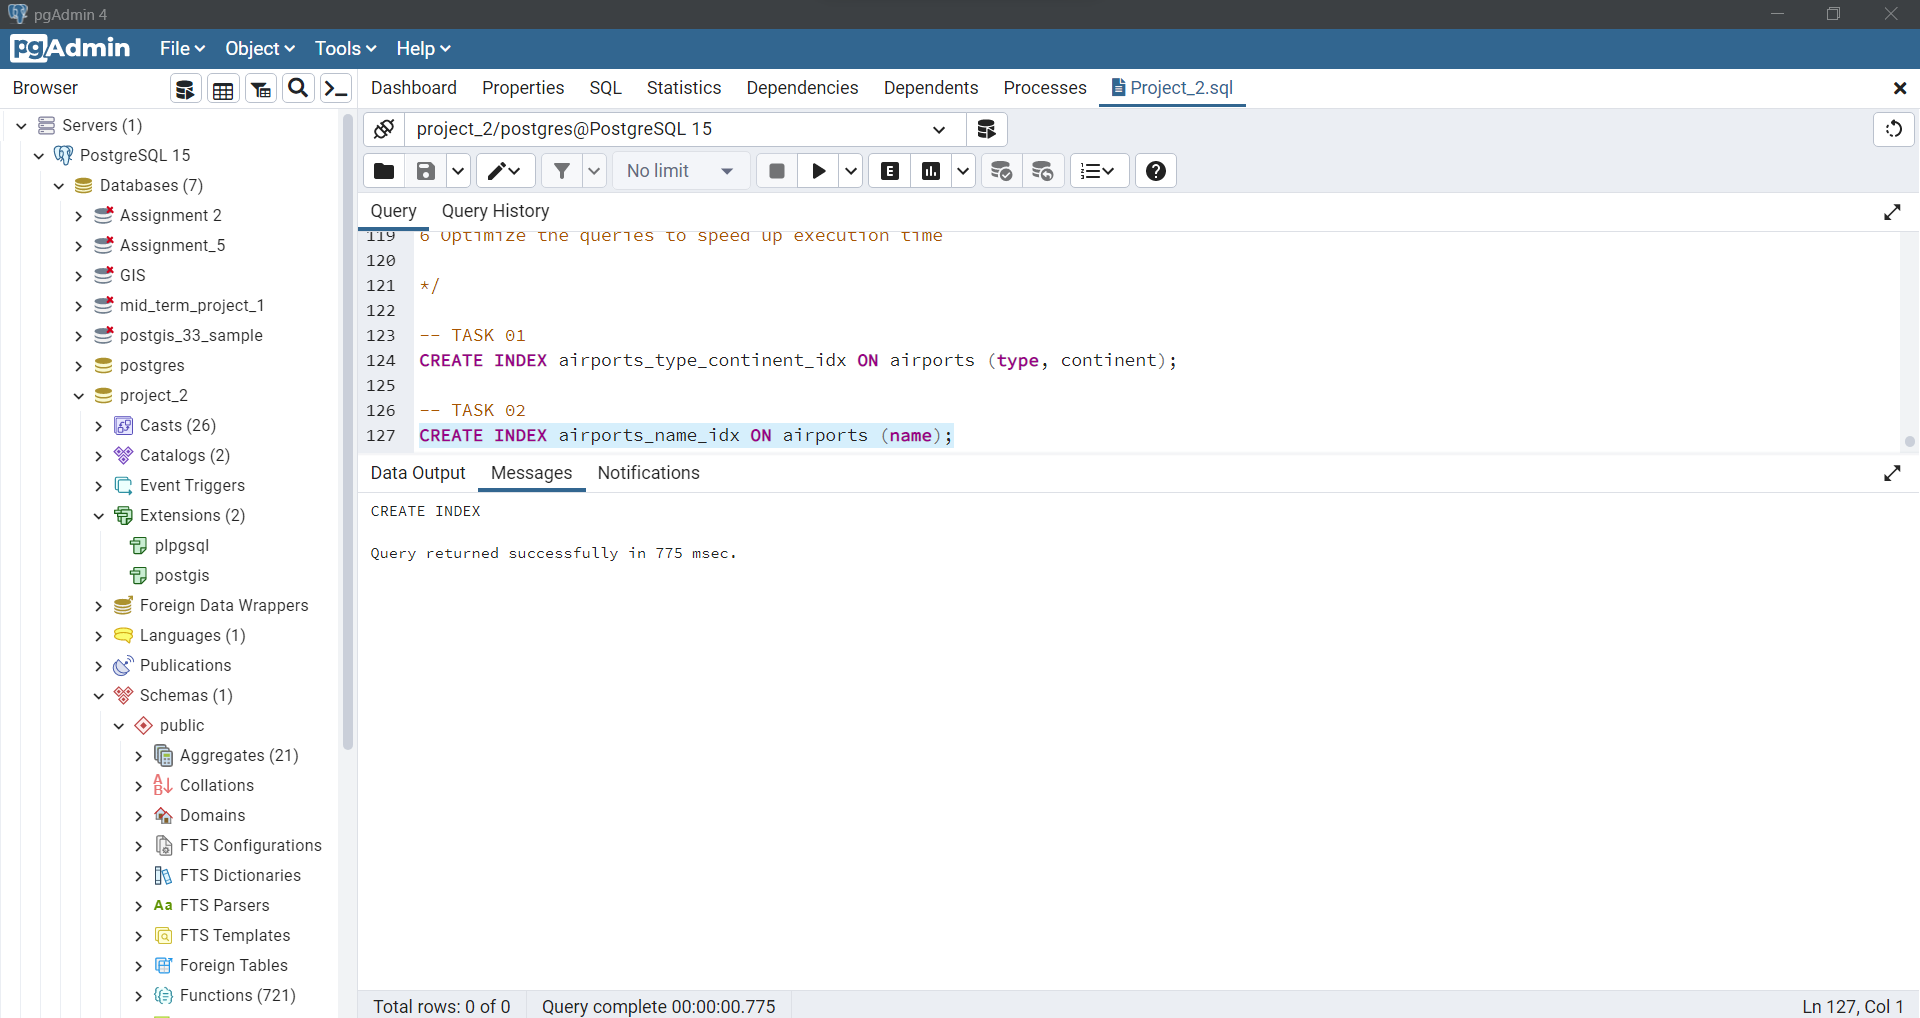 pgAdmin 4
pgAdmin File Object Tools Help
Browser
Dashboard Properties SQL Statistics Dependencies Dependents Processes Project_2.sql
Servers (1)
PostgreSQL 15
Databases (7)
Assignment 2
Assignment_5
GIS
mid_term_project_1
postgis_33_sample
postgres
project_2
Casts (26)
Catalogs (2)
Event Triggers
Extensions (2)
plpgsql
postgis
Foreign Data Wrappers
Languages (1)
Publications
Schemas (1)
public
Aggregates (21)
Collations
Domains
FTS Configurations
FTS Dictionaries
Aa FTS Parsers
FTS Templates
Foreign Tables
Functions (721)
project_2/postgres@PostgreSQL 15
No limit E
Query Query History
119 6 Optimize the queries to speed up execution time
120
121 */
122
123 -- TASK 01
124 CREATE INDEX airports_type_continent_idx ON airports (type, continent);
125
126 -- TASK 02
127 CREATE INDEX airports_name_idx ON airports (name);
Data Output Messages Notifications
CREATE INDEX
Query returned successfully in 775 msec.
Total rows: 0 of 0 Query complete 00:00:00.775 Ln 127, Col 1